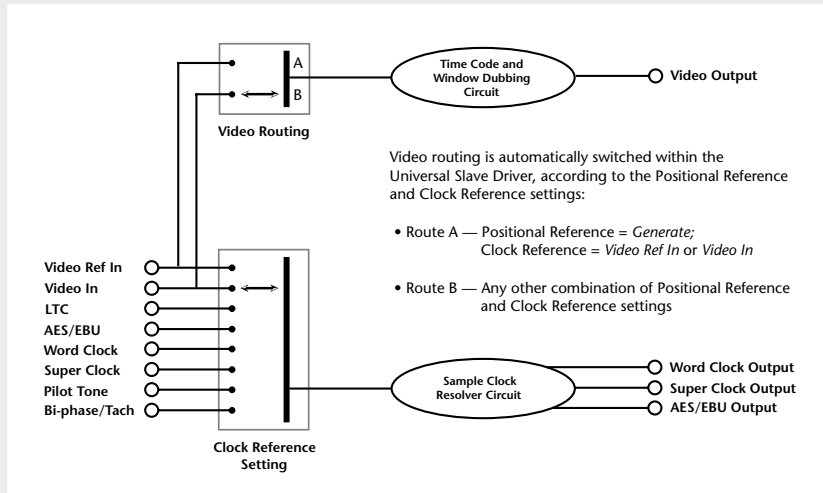 A
B
Video Routing
Time Code and
Window Dubbing
Circuit
Video Output
Video routing is automatically switched within the
Universal Slave Driver, according to the Positional Reference
and Clock Reference settings:
• Route A — Positional Reference = Generate;
Clock Reference = Video Ref In or Video In
• Route B — Any other combination of Positional Reference
and Clock Reference settings
Video Ref In
Video In
LTC
AES/EBU
Word Clock
Super Clock
Pilot Tone
Bi-phase/Tach
Clock Reference
Setting
Sample Clock
Resolver Circuit
Word Clock Output
Super Clock Output
AES/EBU Output